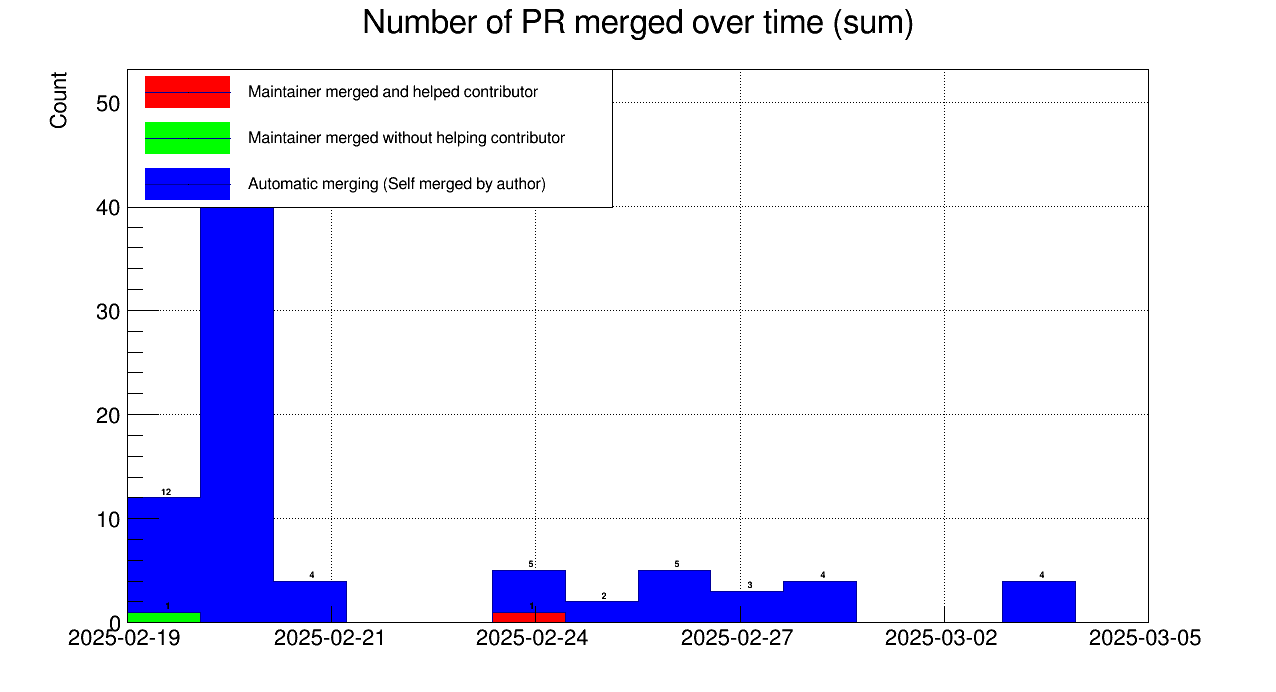 Number of PR merged over time (sum)
Count
Maintainer merged and helped contributor
Maintainer merged without helping contributor
Automatic merging (Self merged by author)
50
40
30
20
10
0
12
1
4
5
1
2
5
3
4
4
2025-02-19 2025-02-21 2025-02-24 2025-02-27 2025-03-02 2025-03-05